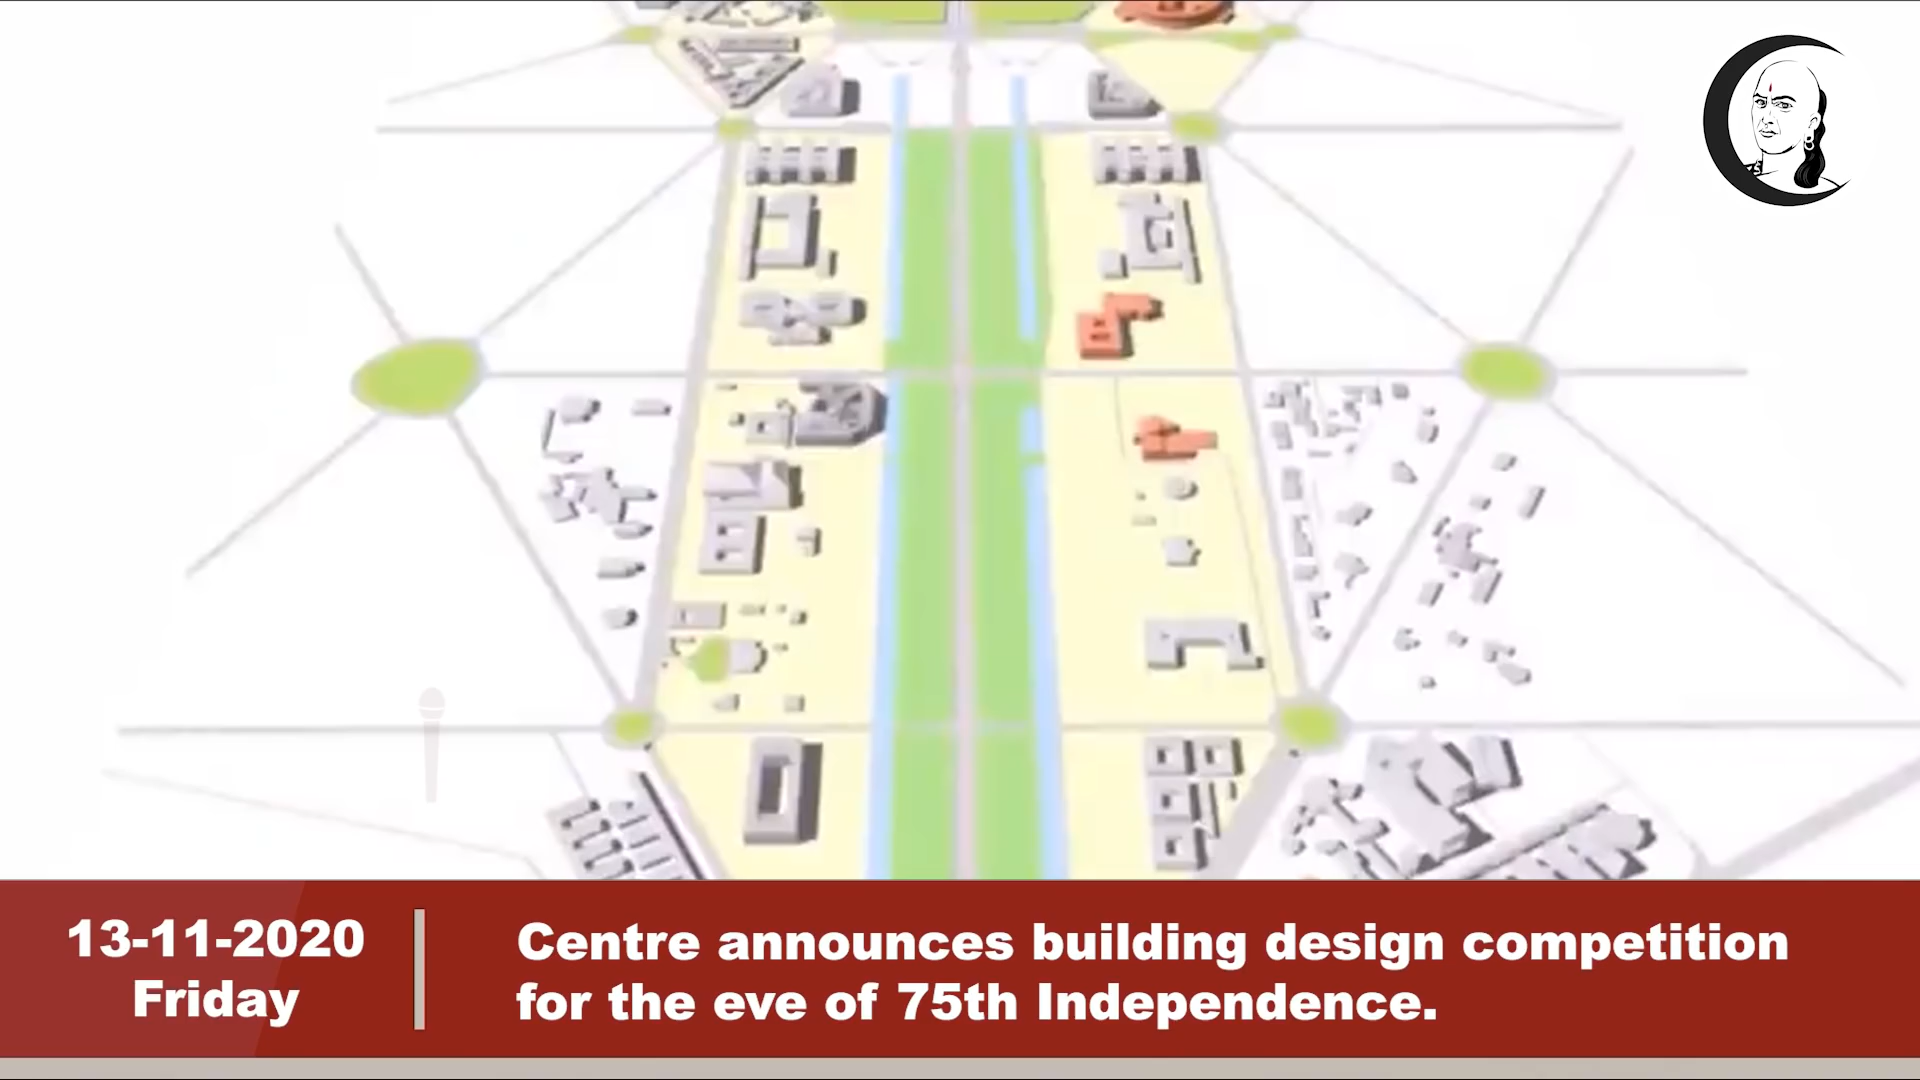 13-11-2020
Friday
Centre announces building design competition
for the eve of 75th Independence.